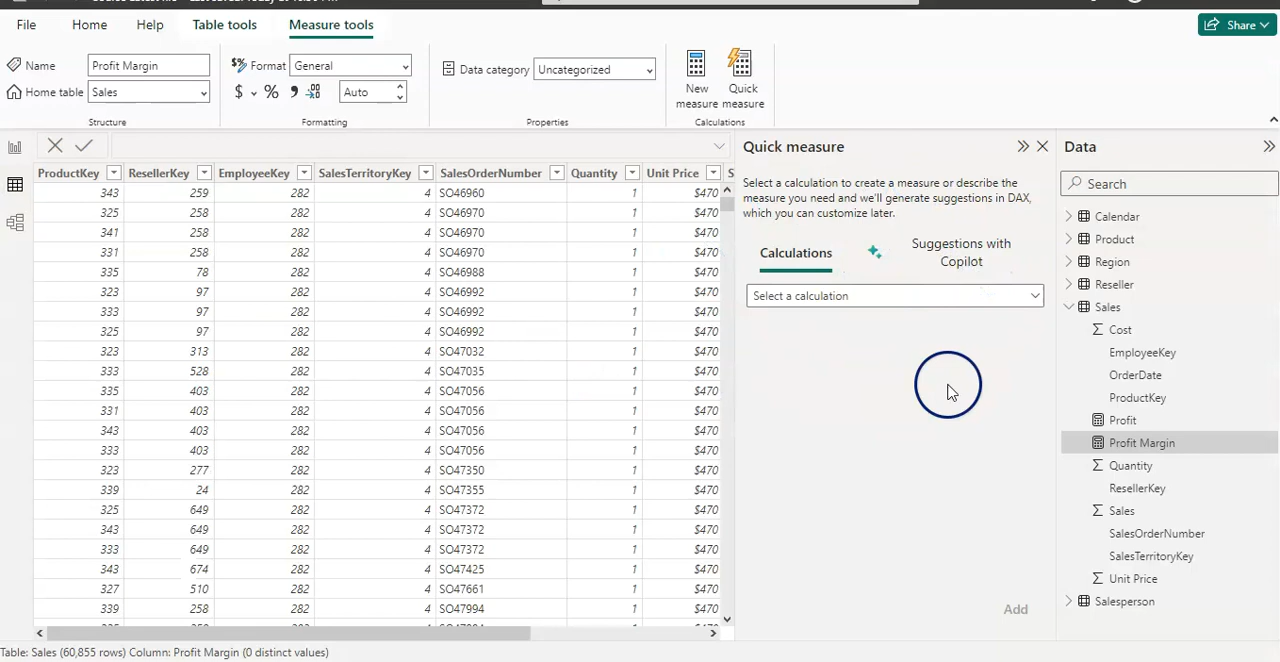 File Home Help Table tools Measure tools Share
Name Profit Margin $% Format General Data category Uncategorized New measure Quick measure
Home table Sales $ % Auto
Structure Formatting Properties Calculations
ProductKey ResellerKey EmployeeKey SalesTerritoryKey SalesOrderNumber Quantity Unit Price S
343 259 282 4 SO46960 1 $470
325 258 282 4 SO46970 1 $470
341 258 282 4 SO46970 1 $470
331 258 282 4 SO46970 1 $470
335 78 282 4 SO46988 1 $470
323 97 282 4 SO46992 1 $470
333 97 282 4 SO46992 1 $470
325 97 282 4 SO46992 1 $470
323 313 282 4 SO47032 1 $470
333 528 282 4 SO47035 1 $470
335 403 282 4 SO47056 1 $470
331 403 282 4 SO47056 1 $470
343 403 282 4 SO47056 1 $470
333 403 282 4 SO47056 1 $470
323 277 282 4 SO47350 1 $470
339 24 282 4 SO47355 1 $470
325 649 282 4 SO47372 1 $470
343 649 282 4 SO47372 1 $470
333 649 282 4 SO47372 1 $470
343 674 282 4 SO47425 1 $470
327 510 282 4 SO47661 1 $470
339 258 282 4 SO47994 1 $470
Quick measure
Select a calculation to create a measure or describe the
measure you need and we'll generate suggestions in DAX,
which you can customize later.
Calculations
Suggestions with
Copilot
Select a calculation
Add
Data
Search
Calendar
Product
Region
Reseller
Sales
Cost
EmployeeKey
OrderDate
ProductKey
Profit
Profit Margin
Quantity
ResellerKey
Sales
SalesOrderNumber
SalesTerritoryKey
Unit Price
Salesperson
Table: Sales (60,855 rows) Column: Profit Margin (0 distinct values)